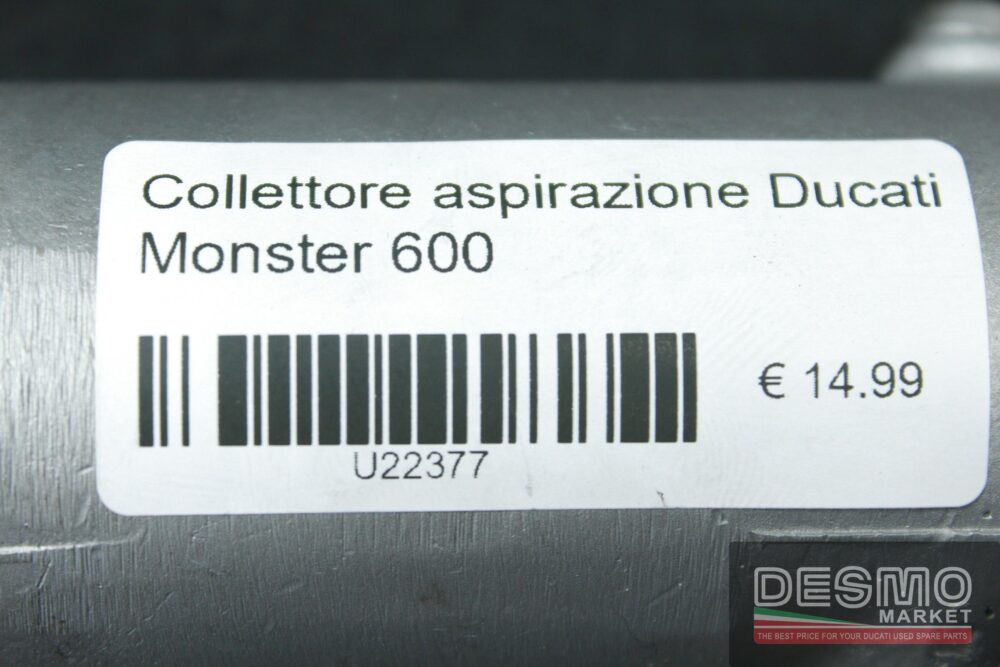 Collettore aspirazione Ducati
Monster 600
€ 14.99
U22377
DESMO
MARKET
THE BEST PRICE FOR YOUR DUCATI USED SPARE PARTS